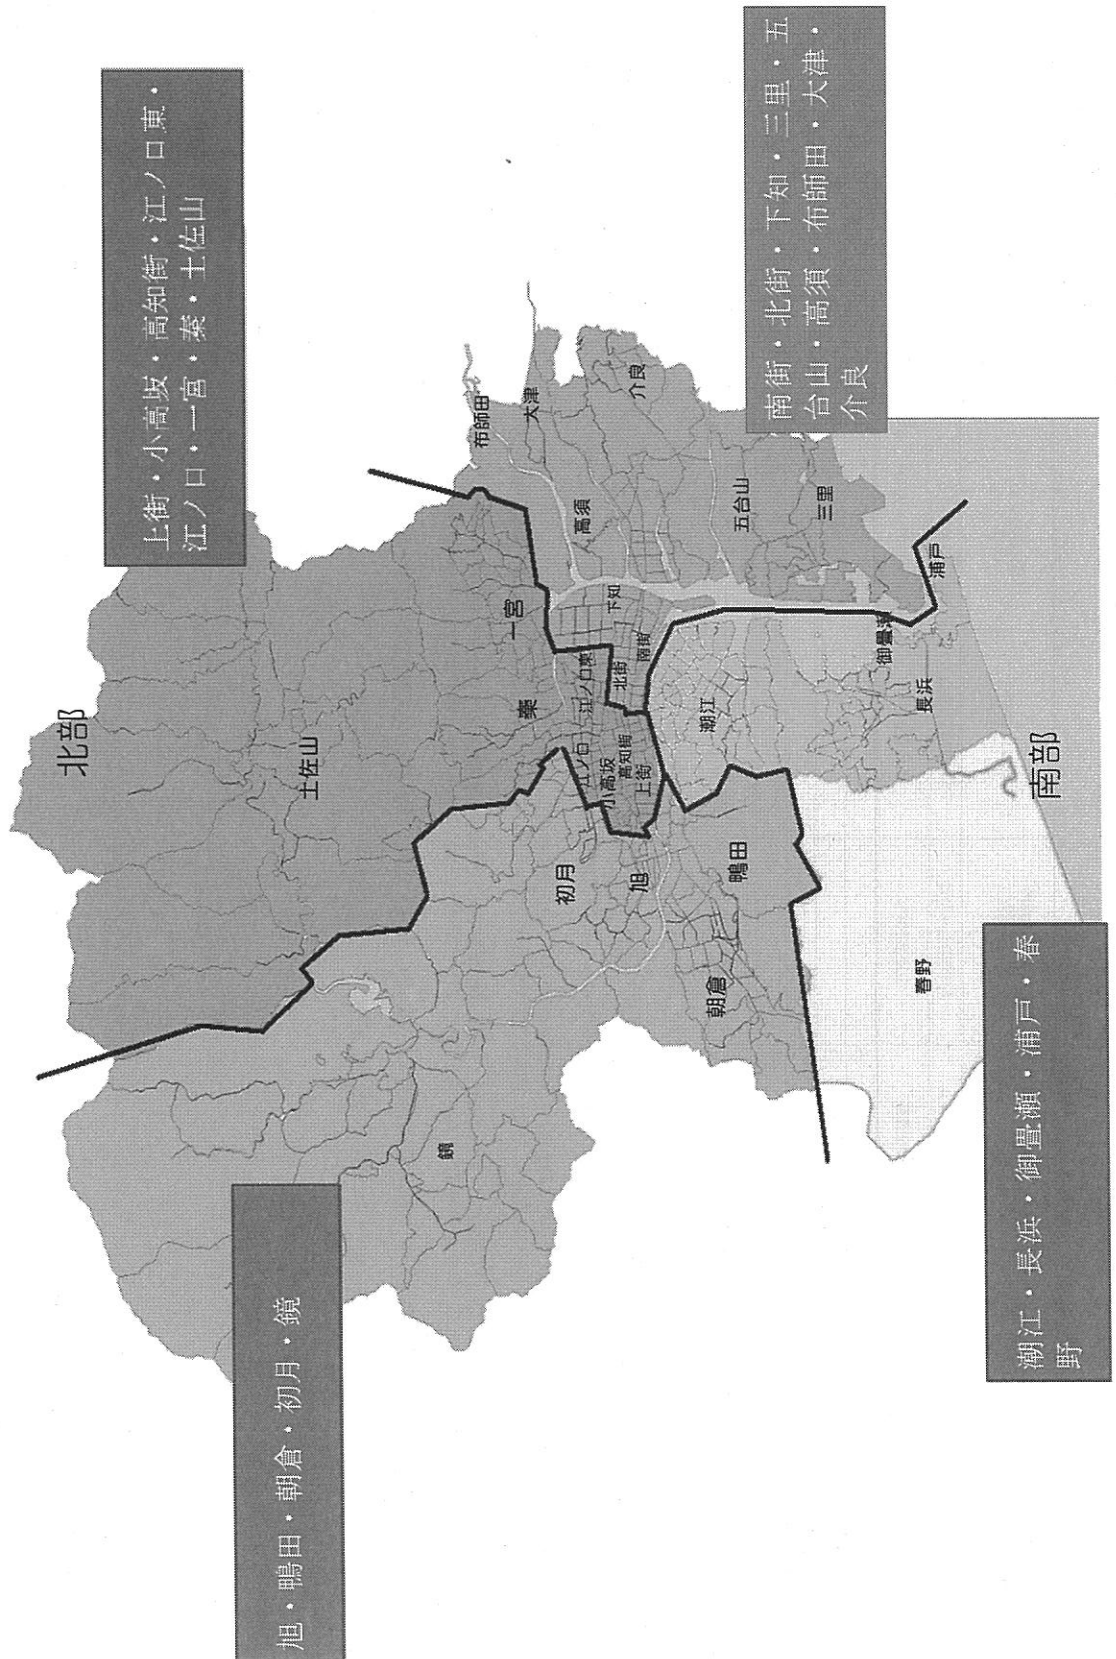 上街・小高坂・高知街・江ノ口東・
江ノ口・一宮・秦・土佐山
北部
土佐山
秦
一宮
布師田
大津
介良
高須
五台山
三里
下知
南街
北街
江ノ口東
江ノ口
小高坂
高知街
上街
初月
旭
鴨田
朝倉
鏡
潮江
長浜
御畳瀬
浦戸
春野
南部
南街・北街・下知・三里・五
台山・高須・布師田・大津・
介良
旭・鴨田・朝倉・初月・鏡
潮江・長浜・御畳瀬・浦戸・春
野